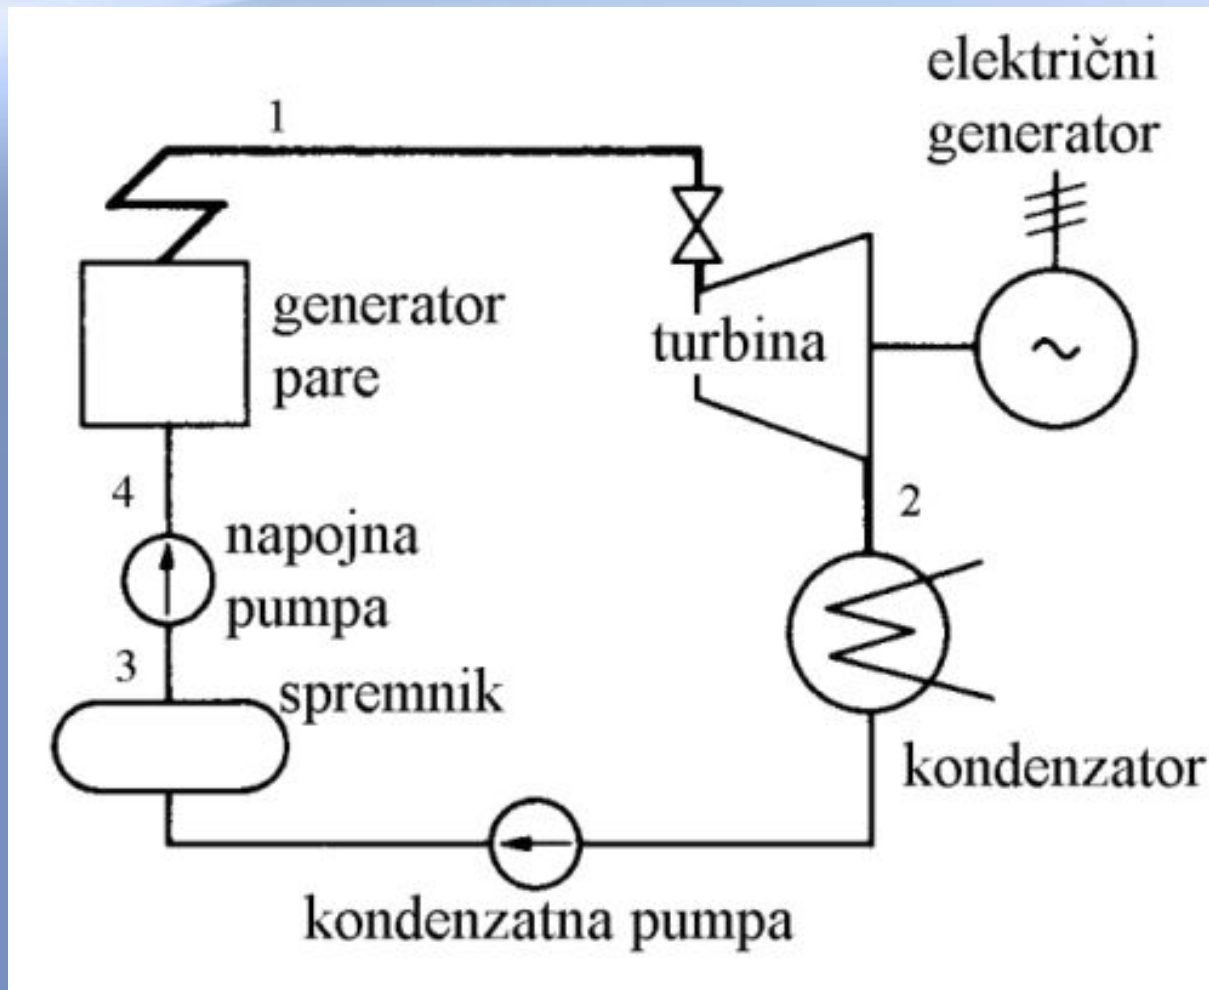 električni
generator
1
generator
pare
turbina
~
4
2
napojna
pumpa
3
spremnik
kondenzator
kondenzatna pumpa